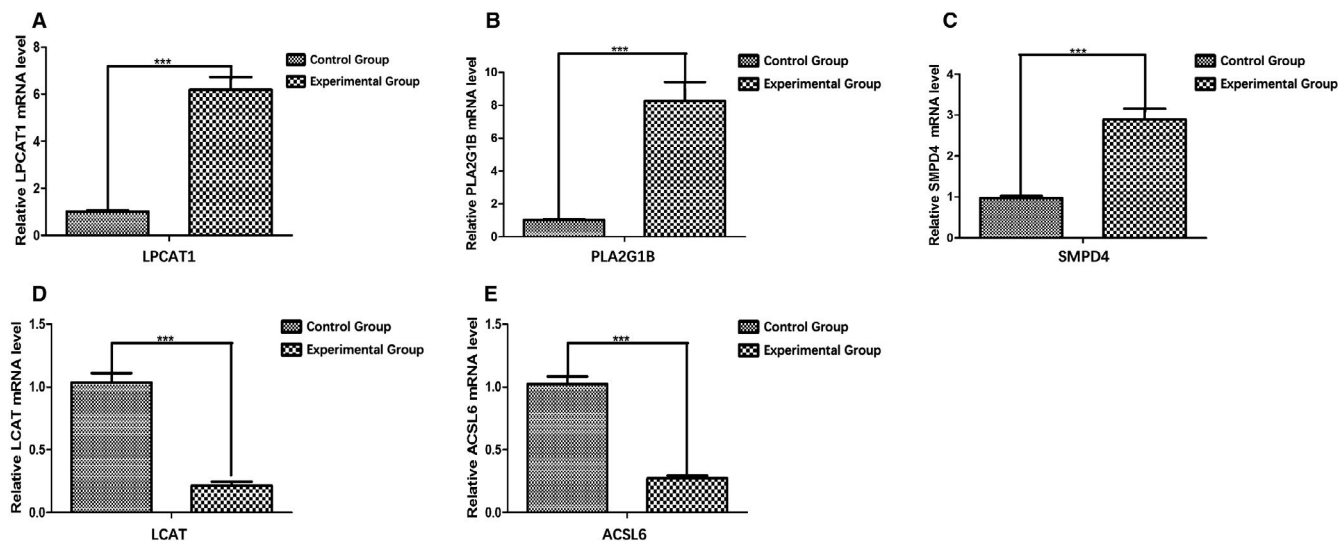 A
Relative LPCAT1 mRNA level
8
6
4
2
0
***
LPCAT1
Control Group
Experimental Group
B
Relative PLA2G1B mRNA level
10
8
6
4
2
0
***
PLA2G1B
Control Group
Experimental Group
C
Relative SMPD4 mRNA level
4
3
2
1
0
***
SMPD4
Control Group
Experimental Group
D
Relative LCAT mRNA level
1.5
1.0
0.5
0.0
***
LCAT
Control Group
Experimental Group
E
Relative ACSL6 mRNA level
1.5
1.0
0.5
0.0
***
ACSL6
Control Group
Experimental Group